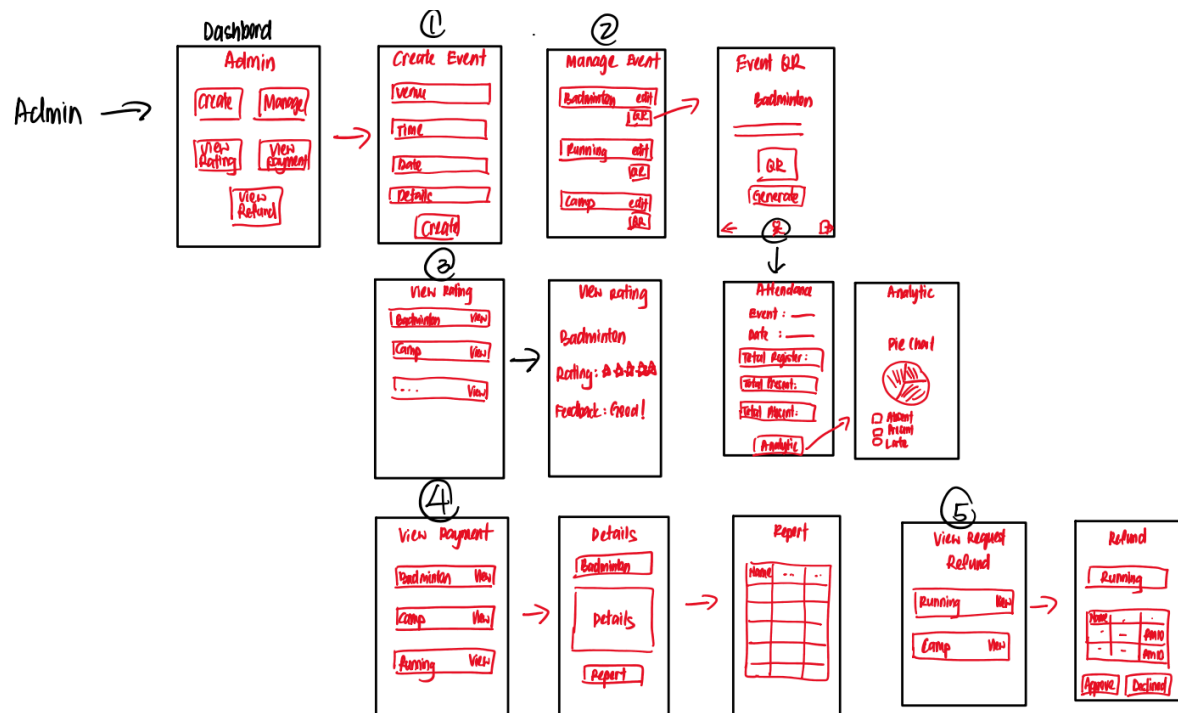 Dashbord
Admin →
Admin
Create
Manage
View Rating
View Payment
View Refund
①
Create Event
Venue
Time
Date
Details
Create
②
Manage Event
Badminton edit
QR
Running edit
QR
Camp edit
QR
Event QR
Badminton
QR
Generate
③
View Rating
Badminton View
Camp View
... View
View Rating
Badminton
Rating: ☆☆☆☆☆
Feedback: Good!
Attendance
Event :
Date :
Total Register:
Total Present:
Total Absent:
Analytic
Analytic
Pie Chart
Absent
Present
Late
④
View Payment
Badminton View
Camp View
Running View
Details
Badminton
Details
Report
Report
Name
⑤
View Request
Refund
Running View
Camp View
Refund
Running
Name
RM10
RM10
Approve
Declined